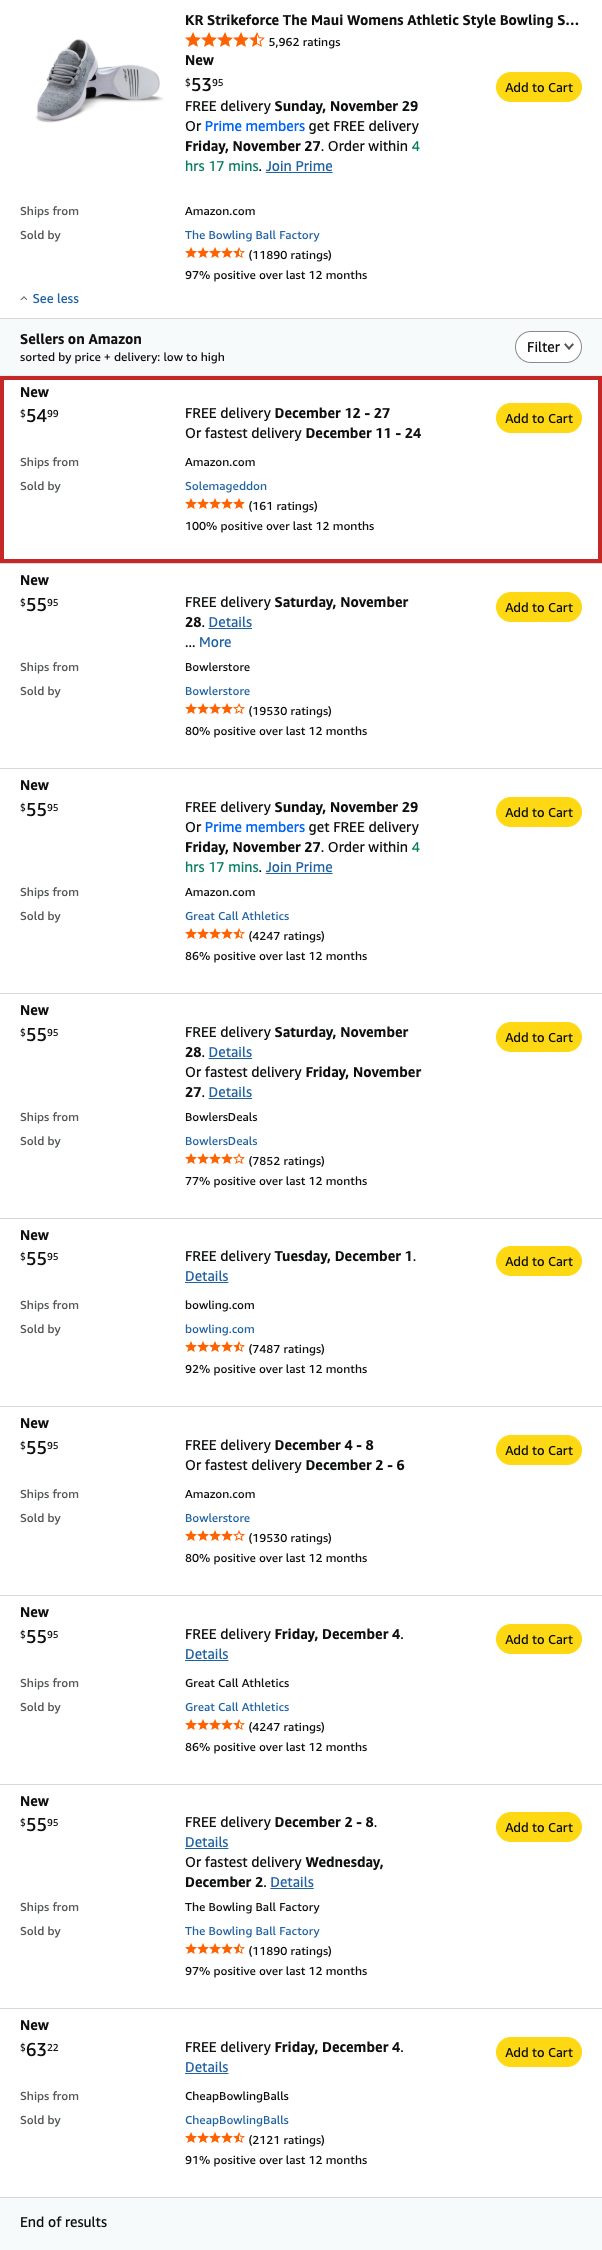 KR Strikeforce The Maui Womens Athletic Style Bowling S...
5,962 ratings
New
$53 95
FREE delivery Sunday, November 29
Or Prime members get FREE delivery
Friday, November 27. Order within 4
hrs 17 mins. Join Prime
Add to Cart
Ships from Amazon.com
Sold by The Bowling Ball Factory
(11890 ratings)
97% positive over last 12 months
See less
Sellers on Amazon
sorted by price + delivery: low to high
Filter
New
$54 99
FREE delivery December 12 - 27
Or fastest delivery December 11 - 24
Add to Cart
Ships from Amazon.com
Sold by Solemageddon
(161 ratings)
100% positive over last 12 months
New
$55 95
FREE delivery Saturday, November
28. Details
... More
Add to Cart
Ships from Bowlerstore
Sold by Bowlerstore
(19530 ratings)
80% positive over last 12 months
New
$55 95
FREE delivery Sunday, November 29
Or Prime members get FREE delivery
Friday, November 27. Order within 4
hrs 17 mins. Join Prime
Add to Cart
Ships from Amazon.com
Sold by Great Call Athletics
(4247 ratings)
86% positive over last 12 months
New
$55 95
FREE delivery Saturday, November
28. Details
Or fastest delivery Friday, November
27. Details
Add to Cart
Ships from BowlersDeals
Sold by BowlersDeals
(7852 ratings)
77% positive over last 12 months
New
$55 95
FREE delivery Tuesday, December 1.
Details
Add to Cart
Ships from bowling.com
Sold by bowling.com
(7487 ratings)
92% positive over last 12 months
New
$55 95
FREE delivery December 4 - 8
Or fastest delivery December 2 - 6
Add to Cart
Ships from Amazon.com
Sold by Bowlerstore
(19530 ratings)
80% positive over last 12 months
New
$55 95
FREE delivery Friday, December 4.
Details
Add to Cart
Ships from Great Call Athletics
Sold by Great Call Athletics
(4247 ratings)
86% positive over last 12 months
New
$55 95
FREE delivery December 2 - 8.
Details
Or fastest delivery Wednesday,
December 2. Details
Add to Cart
Ships from The Bowling Ball Factory
Sold by The Bowling Ball Factory
(11890 ratings)
97% positive over last 12 months
New
$63 22
FREE delivery Friday, December 4.
Details
Add to Cart
Ships from CheapBowlingBalls
Sold by CheapBowlingBalls
(2121 ratings)
91% positive over last 12 months
End of results